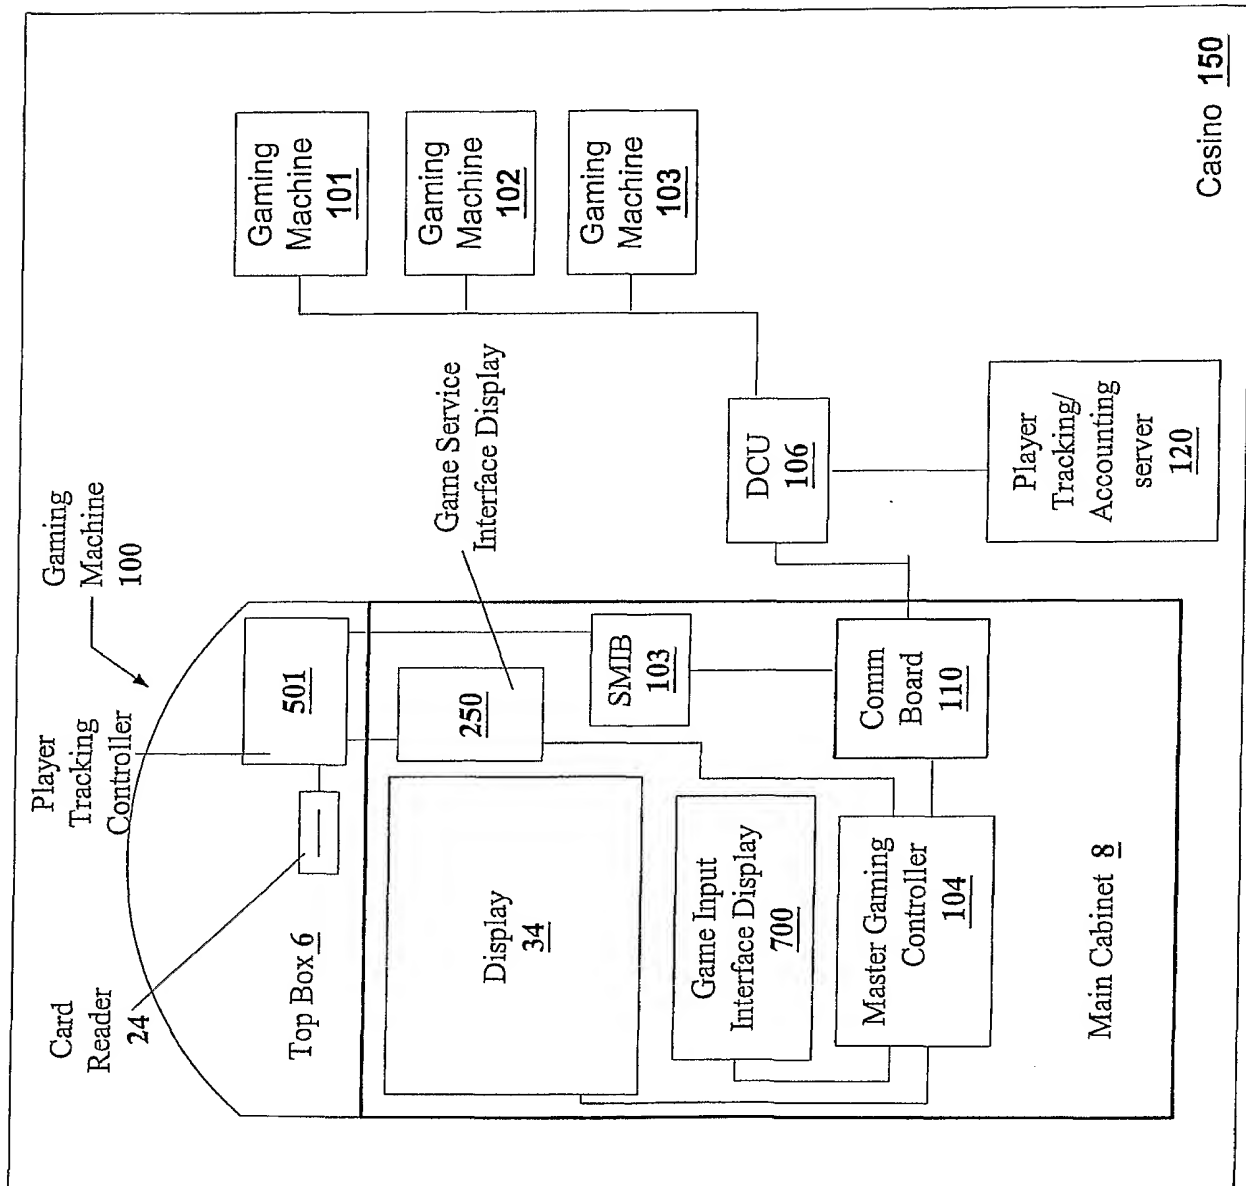 Gaming
Machine
100
Player
Tracking
Controller
Card
Reader
24
Top Box 6
501
Game Service
Interface Display
250
Display
34
SMIB
103
Game Input
Interface Display
700
Master Gaming
Controller
104
Comm
Board
110
Main Cabinet 8
Gaming
Machine
101
Gaming
Machine
102
Gaming
Machine
103
DCU
106
Player
Tracking/
Accounting
server
120
Casino 150